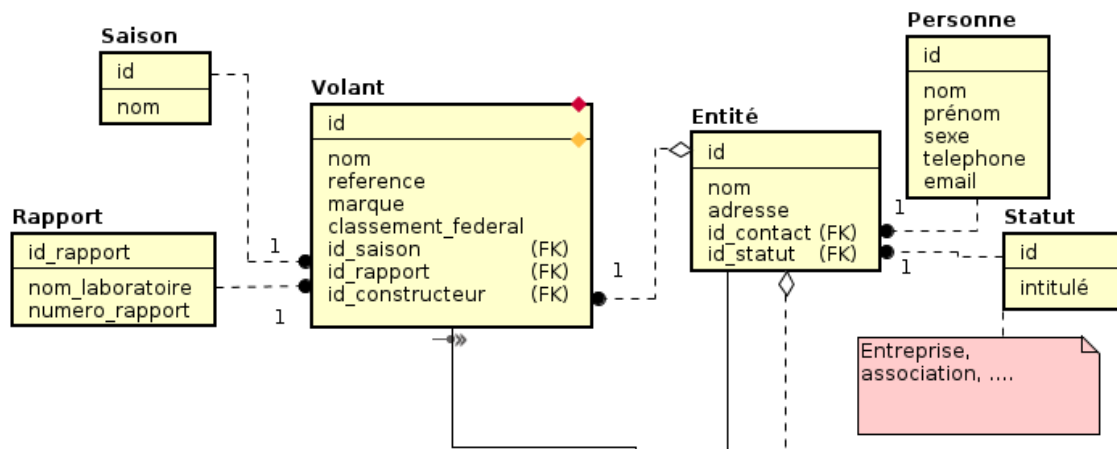 Saison
id
nom
Rapport
id_rapport
nom_laboratoire
numero_rapport
1
1
Volant
id
nom
reference
marque
classement_federal
id_saison (FK)
id_rapport (FK)
id_constructeur (FK)
1
Entité
id
nom
adresse
id_contact (FK)
id_statut (FK)
1
1
Personne
id
nom
prénom
sexe
telephone
email
Statut
id
intitulé
Entreprise,
association, ....